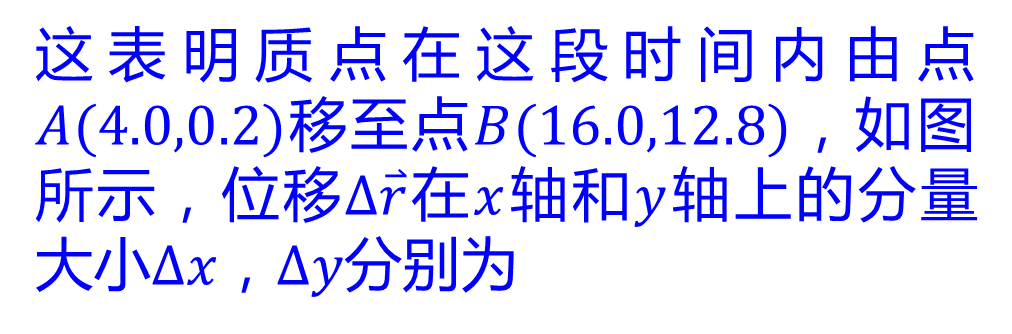 这表明质点在这段时间内由点
A(4.0,0.2)移至点B(16.0,12.8)，如图
所示，位移Δr⃗在x轴和y轴上的分量
大小Δx，Δy分别为